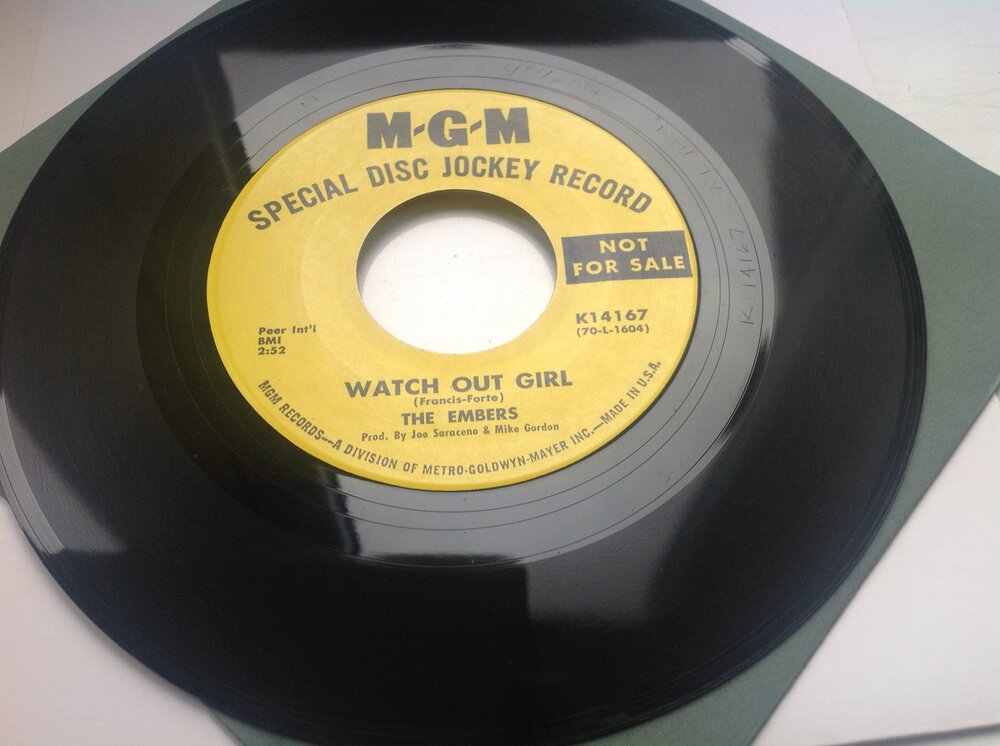 M-G-M
SPECIAL DISC JOCKEY RECORD
NOT
FOR SALE
K14167
(70-L-1604)
Peer Int'l
BMI
2:52
WATCH OUT GIRL
(Francis-Forte)
THE EMBERS
Prod. By Joe Saraceno & Mike Gordon
MGM RECORDS—A DIVISION OF METRO-GOLDWYN-MAYER INC.—MADE IN U.S.A.
K 14167